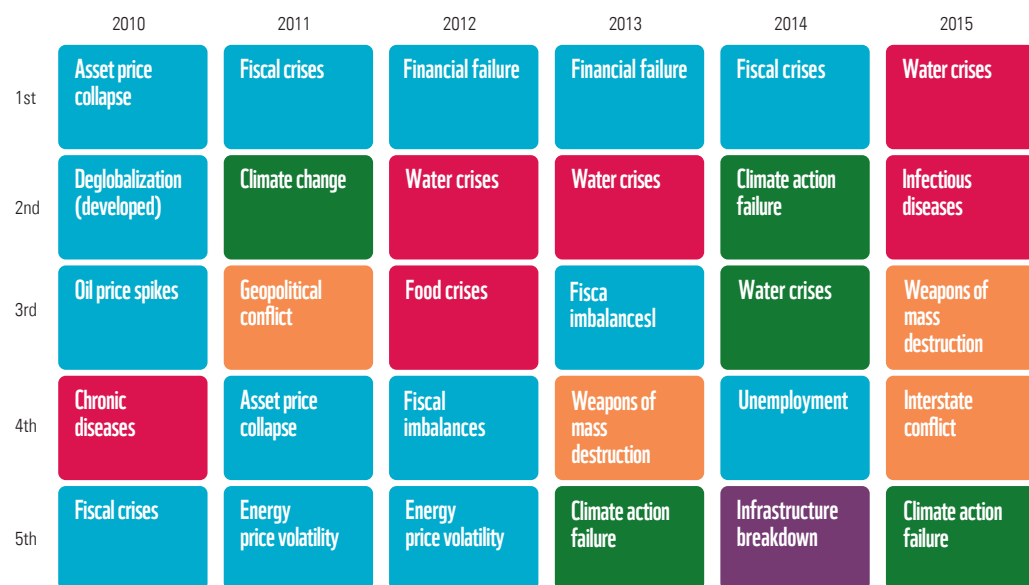 2010 2011 2012 2013 2014 2015
1st
Asset price
collapse
Fiscal crises
Financial failure
Financial failure
Fiscal crises
Water crises
2nd
Deglobalization
(developed)
Climate change
Water crises
Water crises
Climate action
failure
Infectious
diseases
3rd
Oil price spikes
Geopolitical
conflict
Food crises
Fisca
imbalancesl
Water crises
Weapons of
mass
destruction
4th
Chronic
diseases
Asset price
collapse
Fiscal
imbalances
Weapons of
mass
destruction
Unemployment
Interstate
conflict
5th
Fiscal crises
Energy
price volatility
Energy
price volatility
Climate action
failure
Infrastructure
breakdown
Climate action
failure